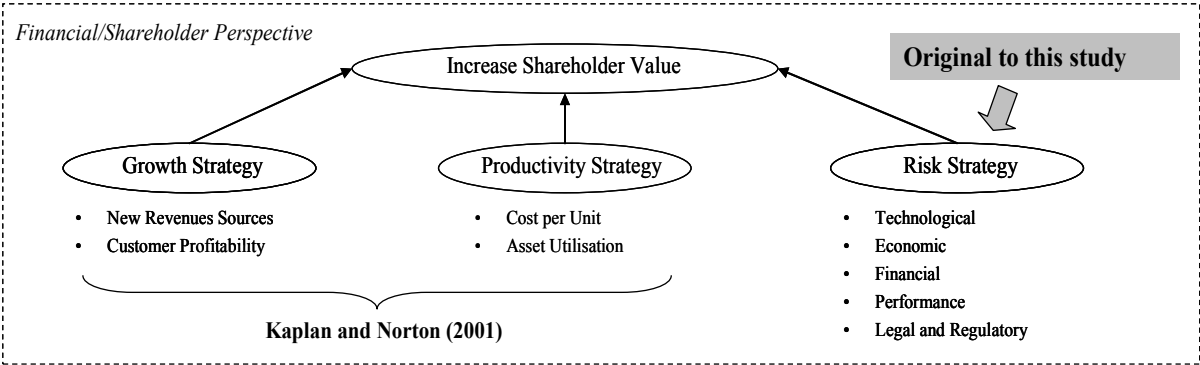 Financial/Shareholder Perspective
Increase Shareholder Value
Original to this study
Growth Strategy
Productivity Strategy
Risk Strategy
• New Revenues Sources
• Customer Profitability
• Cost per Unit
• Asset Utilisation
• Technological
• Economic
• Financial
• Performance
• Legal and Regulatory
Kaplan and Norton (2001)